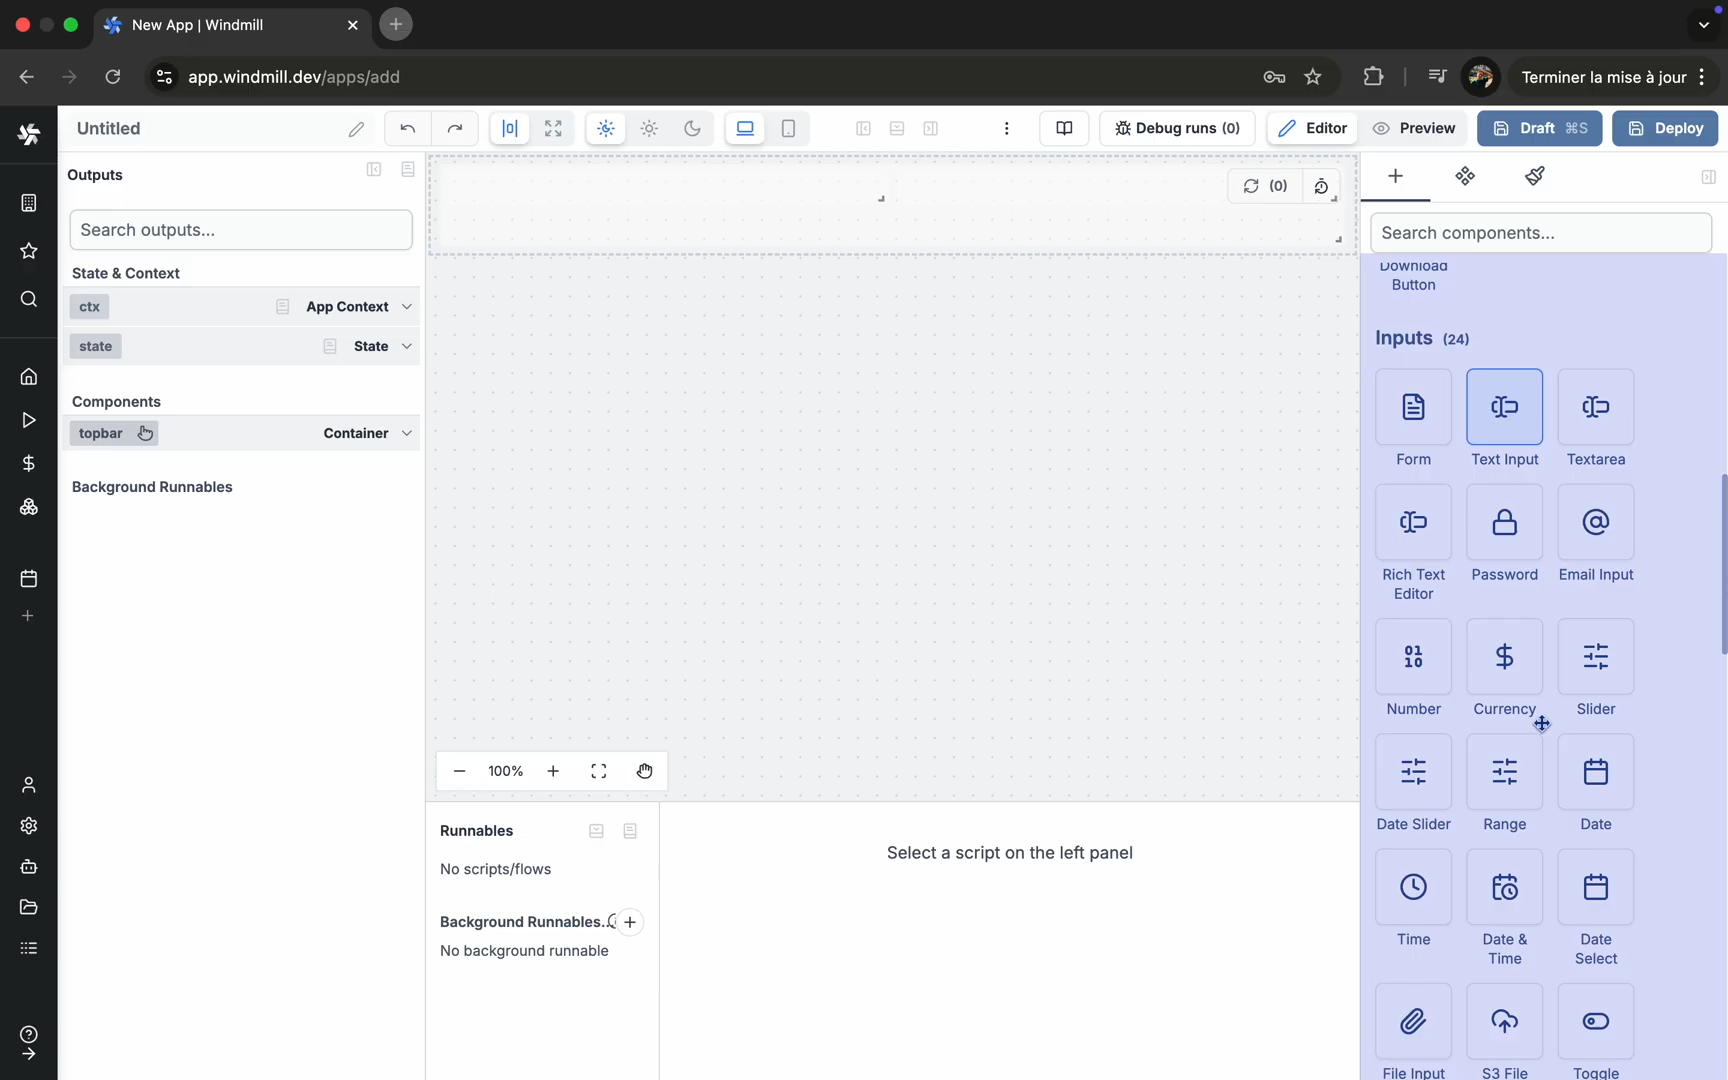 New App | Windmill
app.windmill.dev/apps/add
Terminer la mise à jour
Untitled
Debug runs (0)
Editor
Preview
Draft ⌘S
Deploy
Outputs
Search outputs...
State & Context
ctx
App Context
state
State
Components
topbar
Container
Background Runnables
(0)
100%
Runnables
No scripts/flows
Background Runnables..
No background runnable
Select a script on the left panel
Search components...
Download
Button
Inputs (24)
Form
Text Input
Textarea
Rich Text
Editor
Password
Email Input
Number
Currency
Slider
Date Slider
Range
Date
Time
Date &
Time
Date
Select
File Input
S3 File
Toggle